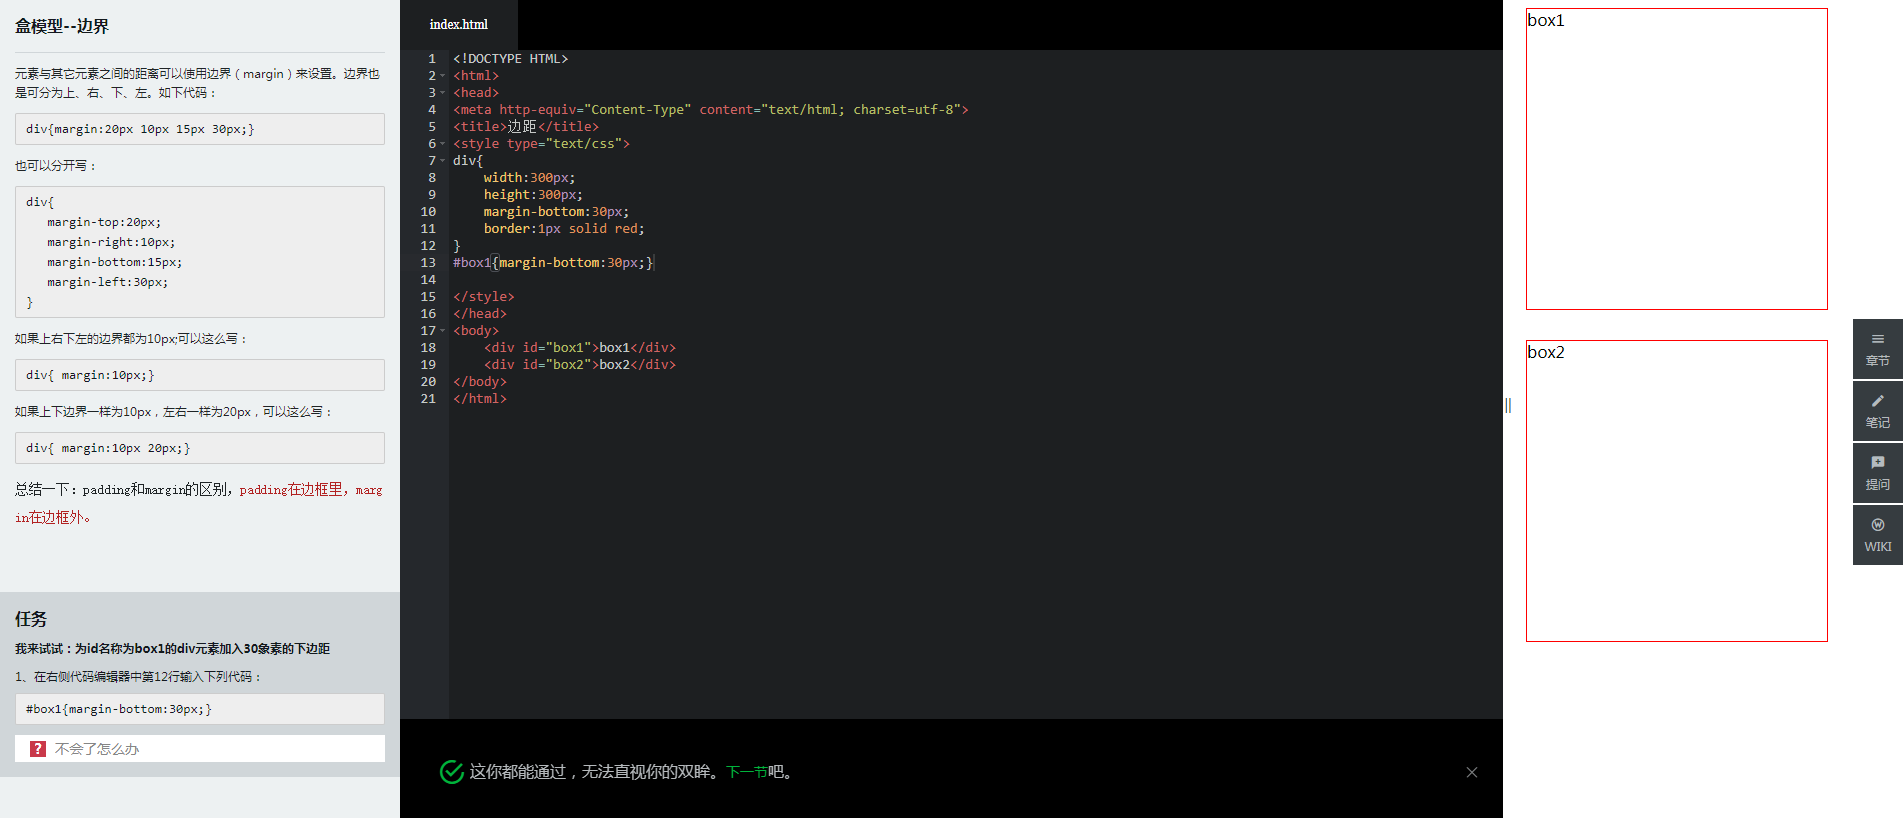 盒模型--边界
元素与其它元素之间的距离可以使用边界（margin）来设置。边界也
是可分为上、右、下、左。如下代码：
div{margin:20px 10px 15px 30px;}
也可以分开写：
div{
margin-top:20px;
margin-right:10px;
margin-bottom:15px;
margin-left:30px;
}
如果上右下左的边界都为10px;可以这么写：
div{ margin:10px;}
如果上下边界一样为10px，左右一样为20px，可以这么写：
div{ margin:10px 20px;}
总结一下：padding和margin的区别，padding在边框里，marg
in在边框外。
任务
我来试试：为id名称为box1的div元素加入30象素的下边距
1、在右侧代码编辑器中第12行输入下列代码：
#box1{margin-bottom:30px;}
? 不会了怎么办
index.html
1 <!DOCTYPE HTML>
2 <html>
3 <head>
4 <meta http-equiv="Content-Type" content="text/html; charset=utf-8">
5 <title>边距</title>
6 <style type="text/css">
7 div{
8 width:300px;
9 height:300px;
10 margin-bottom:30px;
11 border:1px solid red;
12 }
13 #box1{margin-bottom:30px;}
14
15 </style>
16 </head>
17 <body>
18 <div id="box1">box1</div>
19 <div id="box2">box2</div>
20 </body>
21 </html>
这你都能通过，无法直视你的双眸。下一节吧。
box1
box2
章节
笔记
提问
WIKI